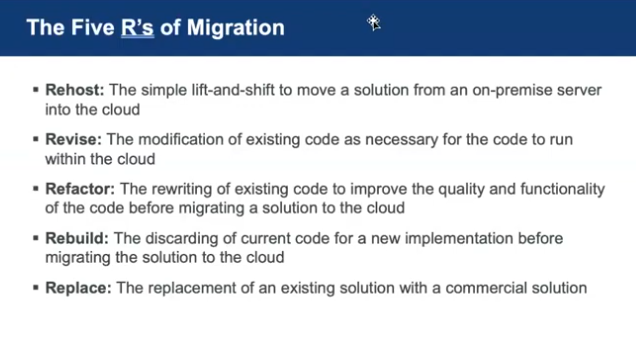 The Five R's of Migration
▪ Rehost: The simple lift-and-shift to move a solution from an on-premise server
into the cloud
▪ Revise: The modification of existing code as necessary for the code to run
within the cloud
▪ Refactor: The rewriting of existing code to improve the quality and functionality
of the code before migrating a solution to the cloud
▪ Rebuild: The discarding of current code for a new implementation before
migrating the solution to the cloud
▪ Replace: The replacement of an existing solution with a commercial solution